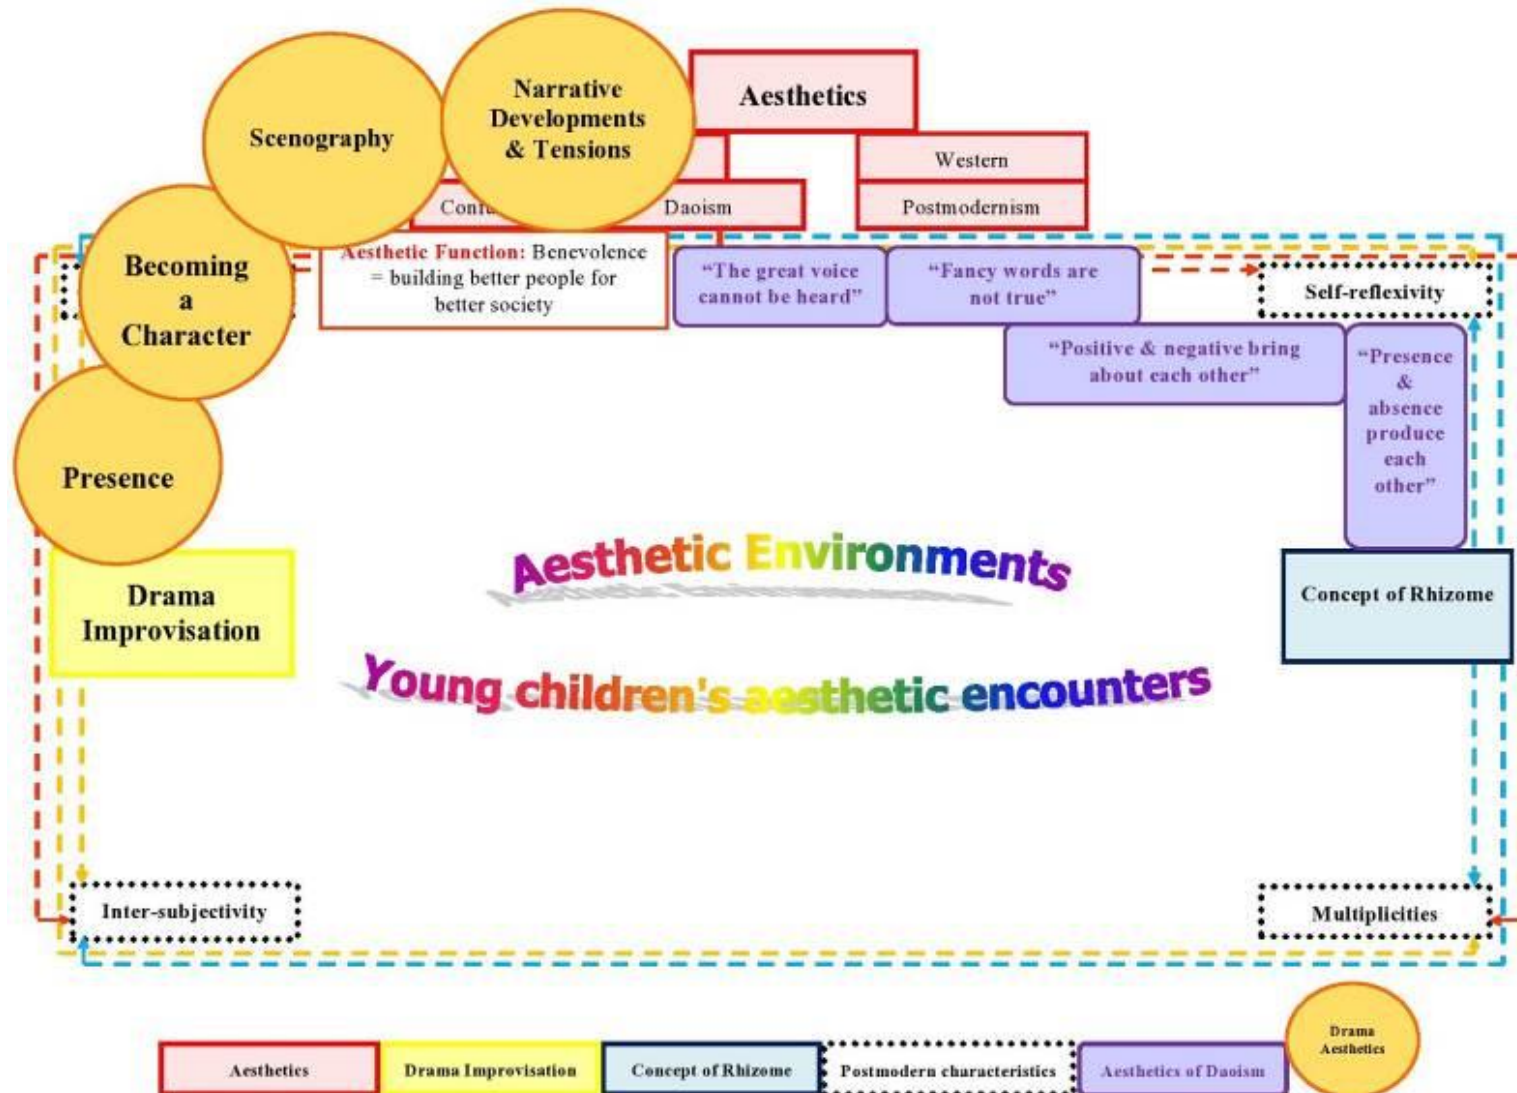 Narrative
Developments
& Tensions
Aesthetics
Scenography
Western
Daoism
Postmodernism
Becoming
a
Character
Aesthetic Function: Benevolence
= building better people for
better society
“The great voice
cannot be heard”
“Fancy words are
not true”
Self-reflexivity
“Positive & negative bring
about each other”
“Presence
&
absence
produce
each
other”
Presence
Aesthetic Environments
Drama
Improvisation
Concept of Rhizome
Young children's aesthetic encounters
Inter-subjectivity
Multiplicities
Drama
Aesthetics
Aesthetics
Drama Improvisation
Concept of Rhizome
Postmodern characteristics
Aesthetics of Daoism